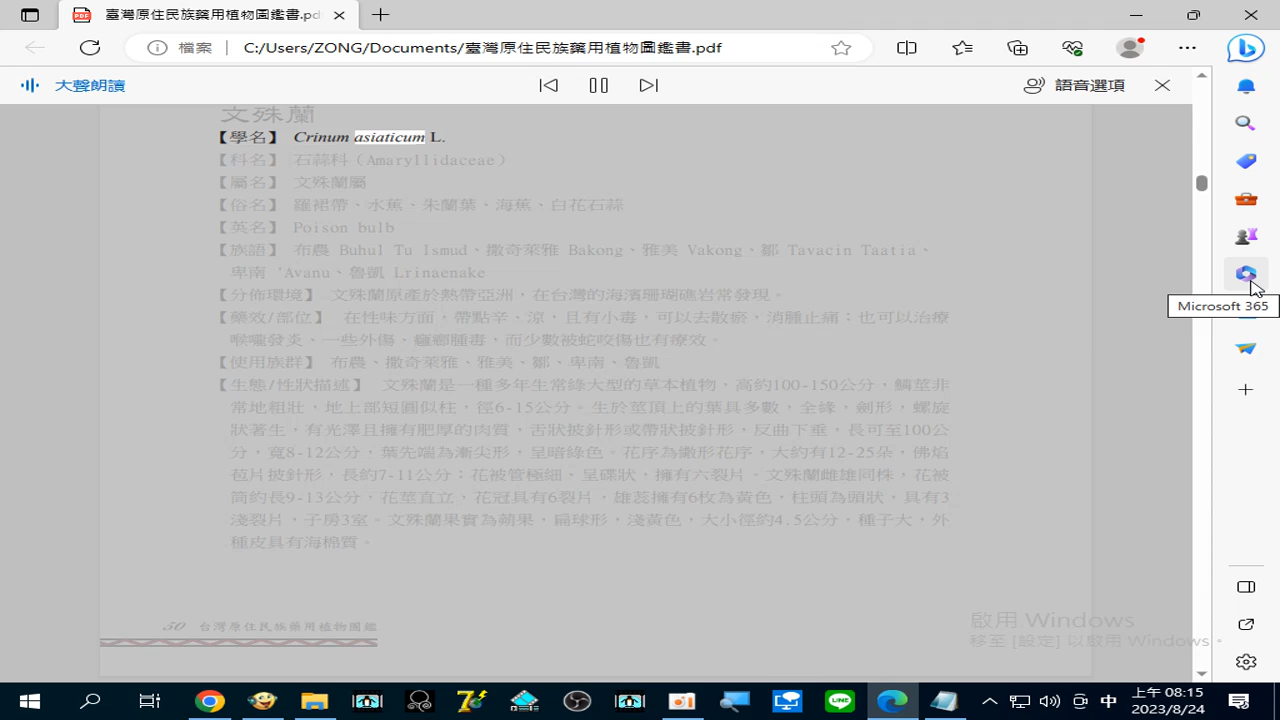 臺灣原住民族藥用植物圖鑑書.pdf
檔案 C:/Users/ZONG/Documents/臺灣原住民族藥用植物圖鑑書.pdf
大聲朗讀 語音選項
文殊蘭
【學名】 Crinum asiaticum L.
【科名】 石蒜科（Amaryllidaceae）
【屬名】 文殊蘭屬
【俗名】 羅裙帶、水蕉、朱蘭葉、海蕉、白花石蒜
【英名】 Poison bulb
【族語】 布農 Buhul Tu Ismud、撒奇萊雅 Bakong、雅美 Vakong、鄒 Tavacin Taatia、
卑南 'Avanu、魯凱 Lrinaenake
【分佈環境】 文殊蘭原產於熱帶亞洲，在台灣的海濱珊瑚礁岩常發現。
【藥效/部位】 在性味方面，帶點辛、涼，且有小毒，可以去散瘀，消腫止痛；也可以治療
喉嚨發炎、一些外傷、癰癤腫毒，而少數被蛇咬傷也有療效。
【使用族群】 布農、撒奇萊雅、雅美、鄒、卑南、魯凱
【生態/性狀描述】 文殊蘭是一種多年生常綠大型的草本植物，高約100-150公分，鱗莖非
常地粗壯，地上部短圓似柱，徑6-15公分。生於莖頂上的葉具多數，全緣，劍形，螺旋
狀著生，有光澤且擁有肥厚的肉質，舌狀披針形或帶狀披針形，反曲下垂，長可至100公
分，寬8-12公分，葉先端為漸尖形，呈暗綠色。花序為繖形花序，大約有12-25朵，佛焰
苞片披針形，長約7-11公分；花被管極細、呈碟狀，擁有六裂片。文殊蘭雌雄同株，花被
筒約長9-13公分，花莖直立，花冠具有6裂片，雄蕊擁有6枚為黃色，柱頭為頭狀，具有3
淺裂片，子房3室。文殊蘭果實為蒴果，扁球形，淺黃色，大小徑約4.5公分，種子大，外
種皮具有海棉質。
50 台灣原住民族藥用植物圖鑑
Microsoft 365
啟用 Windows
移至 [設定] 以啟用 Windows。
中
上午 08:15
2023/8/24